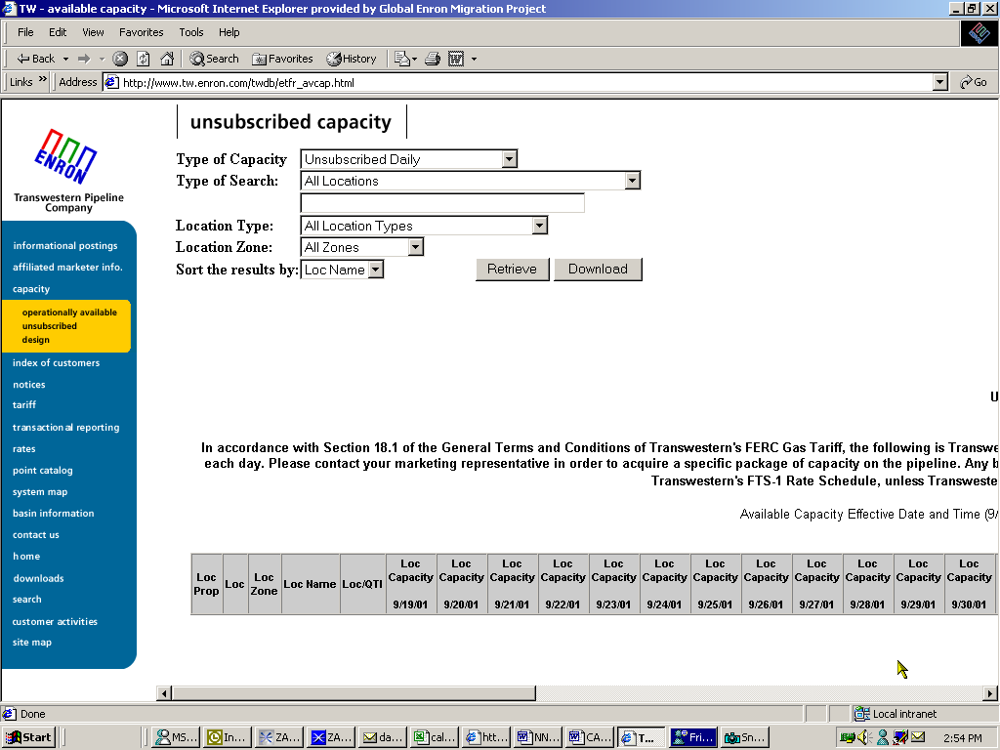 TW - available capacity - Microsoft Internet Explorer provided by Global Enron Migration Project
File Edit View Favorites Tools Help
Back Search Favorites History
Links » Address http://www.tw.enron.com/twdb/etfr_avcap.html Go
ENRON
Transwestern Pipeline
Company
informational postings
affiliated marketer info.
capacity
operationally available
unsubscribed
design
index of customers
notices
tariff
transactional reporting
rates
point catalog
system map
basin information
contact us
home
downloads
search
customer activities
site map
unsubscribed capacity
Type of Capacity Unsubscribed Daily
Type of Search: All Locations
Location Type: All Location Types
Location Zone: All Zones
Sort the results by: Loc Name Retrieve Download
U
In accordance with Section 18.1 of the General Terms and Conditions of Transwestern's FERC Gas Tariff, the following is Transwe
each day. Please contact your marketing representative in order to acquire a specific package of capacity on the pipeline. Any b
Transwestern's FTS-1 Rate Schedule, unless Transweste
Available Capacity Effective Date and Time (9/
Loc Prop Loc Loc Zone Loc Name Loc/QTI Loc Capacity 9/19/01 Loc Capacity 9/20/01 Loc Capacity 9/21/01 Loc Capacity 9/22/01 Loc Capacity 9/23/01 Loc Capacity 9/24/01 Loc Capacity 9/25/01 Loc Capacity 9/26/01 Loc Capacity 9/27/01 Loc Capacity 9/28/01 Loc Capacity 9/29/01 Loc Capacity 9/30/01
Done Local intranet
Start MS... In... ZA... ZA... da... cal... htt... NN... CA... T... Fri... Sn... 2:54 PM